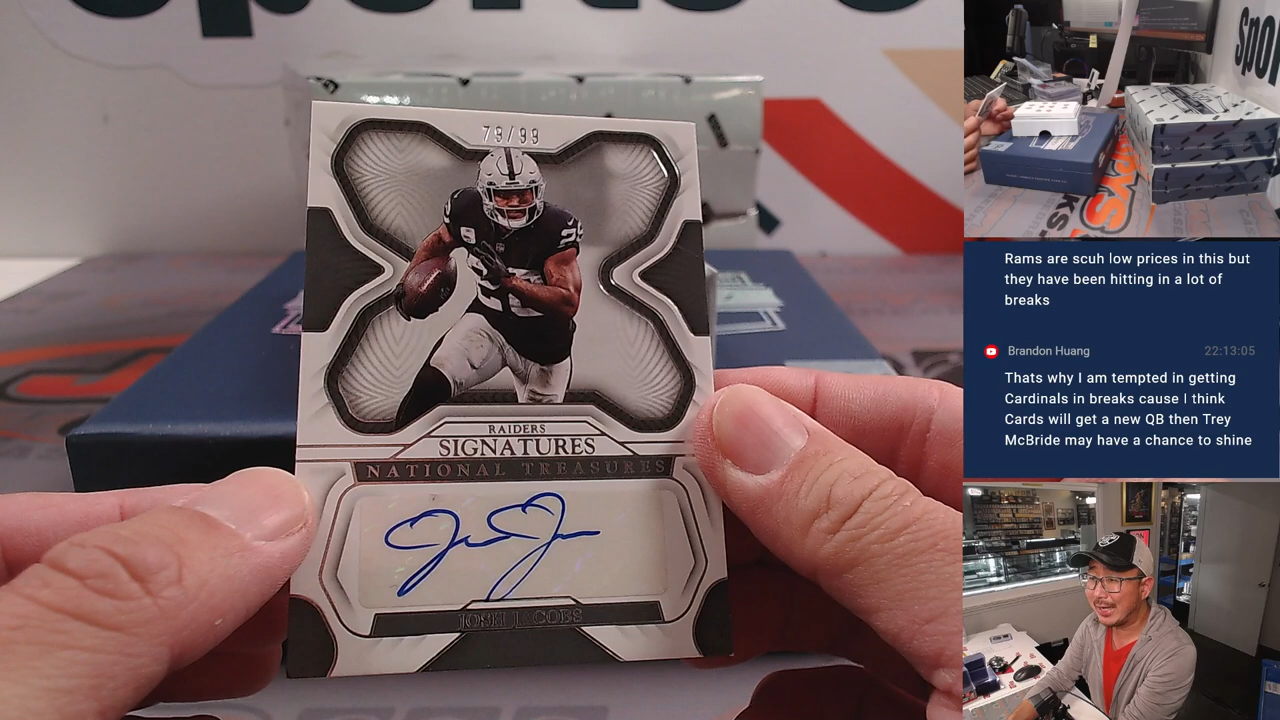 79/99
RAIDERS
SIGNATURES
NATIONAL TREASURES
JOSH JACOBS
Rams are scuh low prices in this but
they have been hitting in a lot of
breaks
Brandon Huang 22:13:05
Thats why I am tempted in getting
Cardinals in breaks cause I think
Cards will get a new QB then Trey
McBride may have a chance to shine